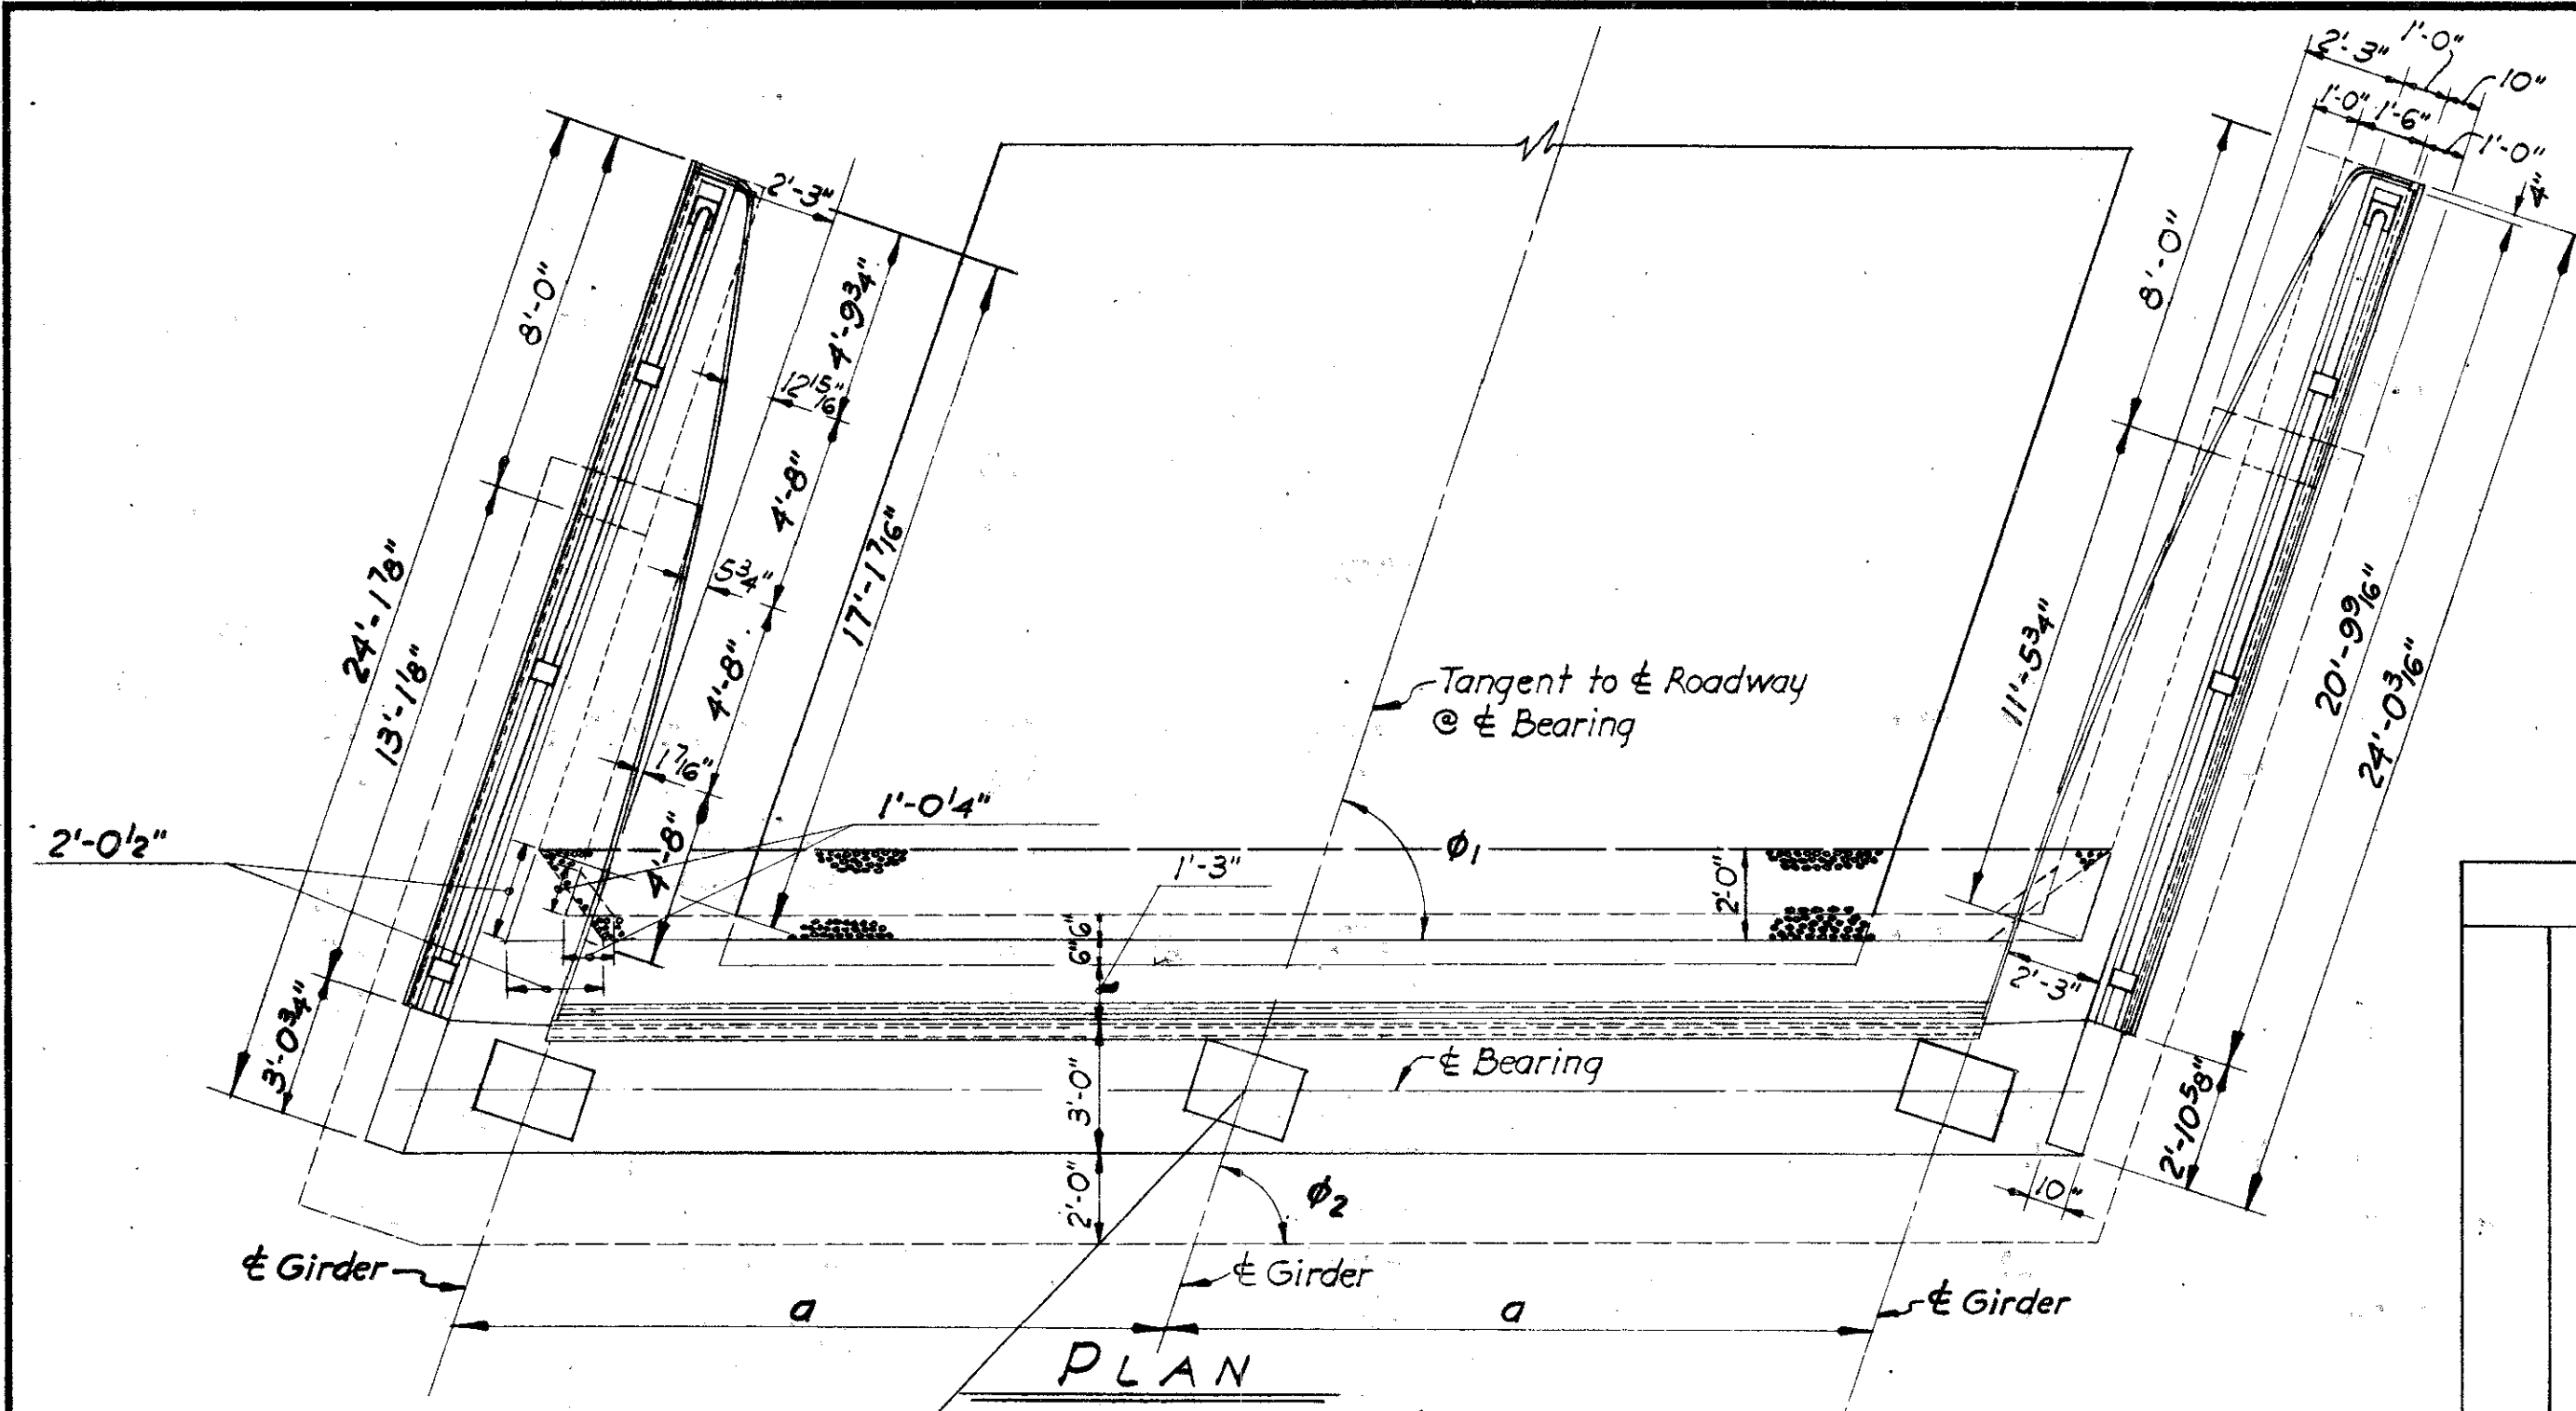 2'-3" 1'-0" 10"
1'-0" 1'-6" 1'-0"
4"
2'-3"
8'-0"
8'-0"
4'-9¾"
12 15/16"
4'-8"
5¾"
17'-1 7/16"
24'-1⅞"
13'-1⅛"
4'-8"
1 7/16"
Tangent to ℄ Roadway
@ ℄ Bearing
11'-5¾"
20'-9 9/16"
24'-0 3/16"
2'-0½"
1'-0¼"
4'-8"
1'-3"
ϕ1
2'-0"
6" 6"
2'-3"
3'-0¾"
3'-0"
℄ Bearing
2'-10⅝"
10"
2'-0"
ϕ2
℄ Girder
℄ Girder
℄ Girder
a
a
PLAN